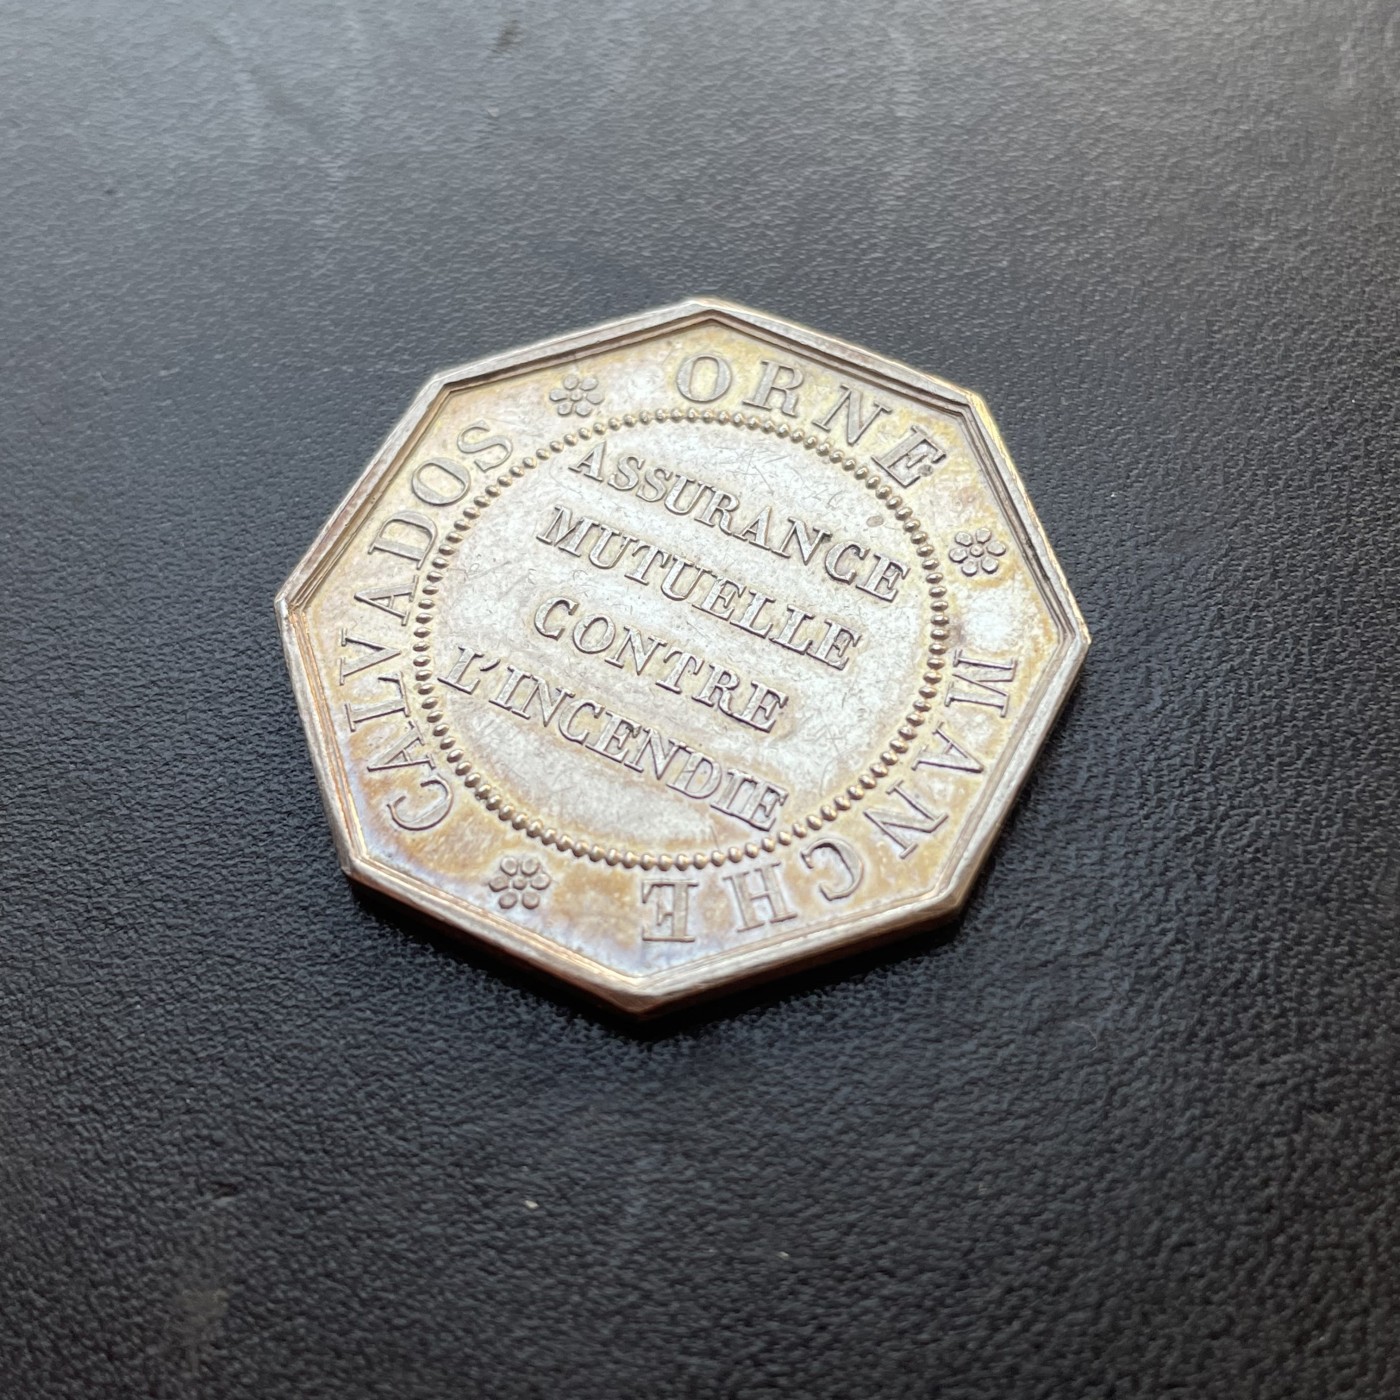 CALVADOS ORNE MANCHE
ASSURANCE
MUTUELLE
CONTRE
L'INCENDIE